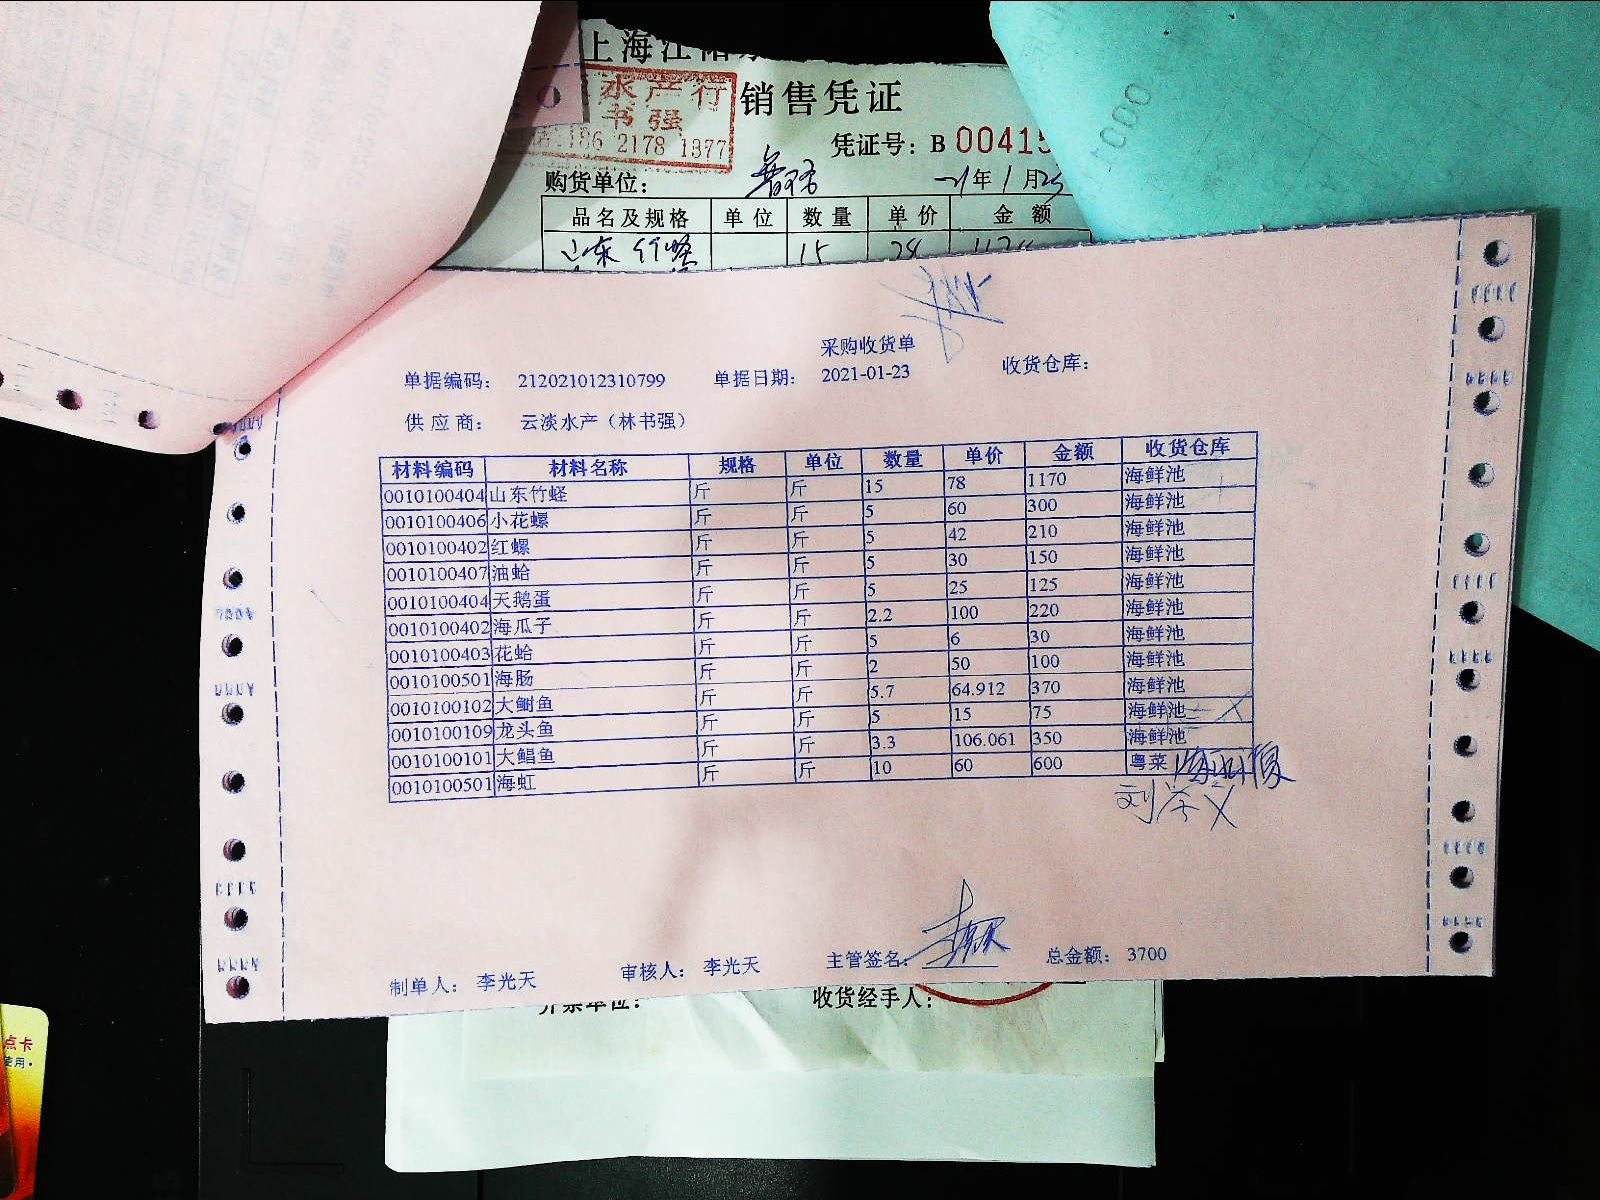 水产行
书强
186 2178 1377
销售凭证
凭证号：B 00415
购货单位：
年 1 月23
品名及规格 单位 数量 单价 金额
山东竹蛏 15
采购收货单
单据编码： 212021012310799 单据日期： 2021-01-23 收货仓库：
供应商： 云淡水产（林书强）
材料编码 材料名称 规格 单位 数量 单价 金额 收货仓库
0010100404 山东竹蛏 斤 斤 15 78 1170 海鲜池
0010100406 小花螺 斤 斤 5 60 300 海鲜池
0010100402 红螺 斤 斤 5 42 210 海鲜池
0010100407 油蛤 斤 斤 5 30 150 海鲜池
0010100404 天鹅蛋 斤 斤 5 25 125 海鲜池
0010100402 海瓜子 斤 斤 2.2 100 220 海鲜池
0010100403 花蛤 斤 斤 5 6 30 海鲜池
0010100501 海肠 斤 斤 2 50 100 海鲜池
0010100102 大鲥鱼 斤 斤 5.7 64.912 370 海鲜池
0010100109 龙头鱼 斤 斤 5 15 75 海鲜池
0010100101 大鲳鱼 斤 斤 3.3 106.061 350 海鲜池
0010100501 海虹 斤 斤 10 60 600 粤菜
制单人： 李光天 审核人： 李光天 主管签名： 总金额： 3700
开票单位： 收货经手人：
点卡
使用